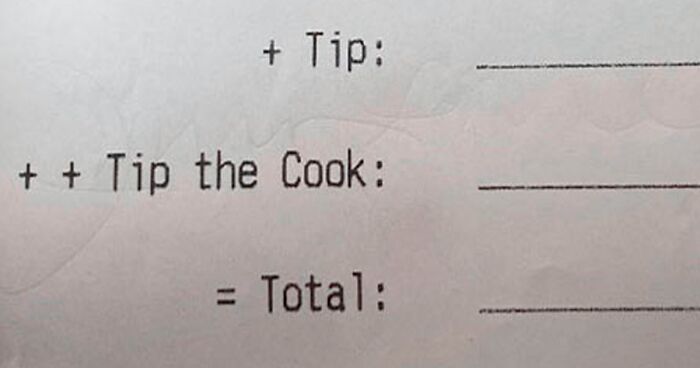 + Tip:
+ + Tip the Cook:
= Total: